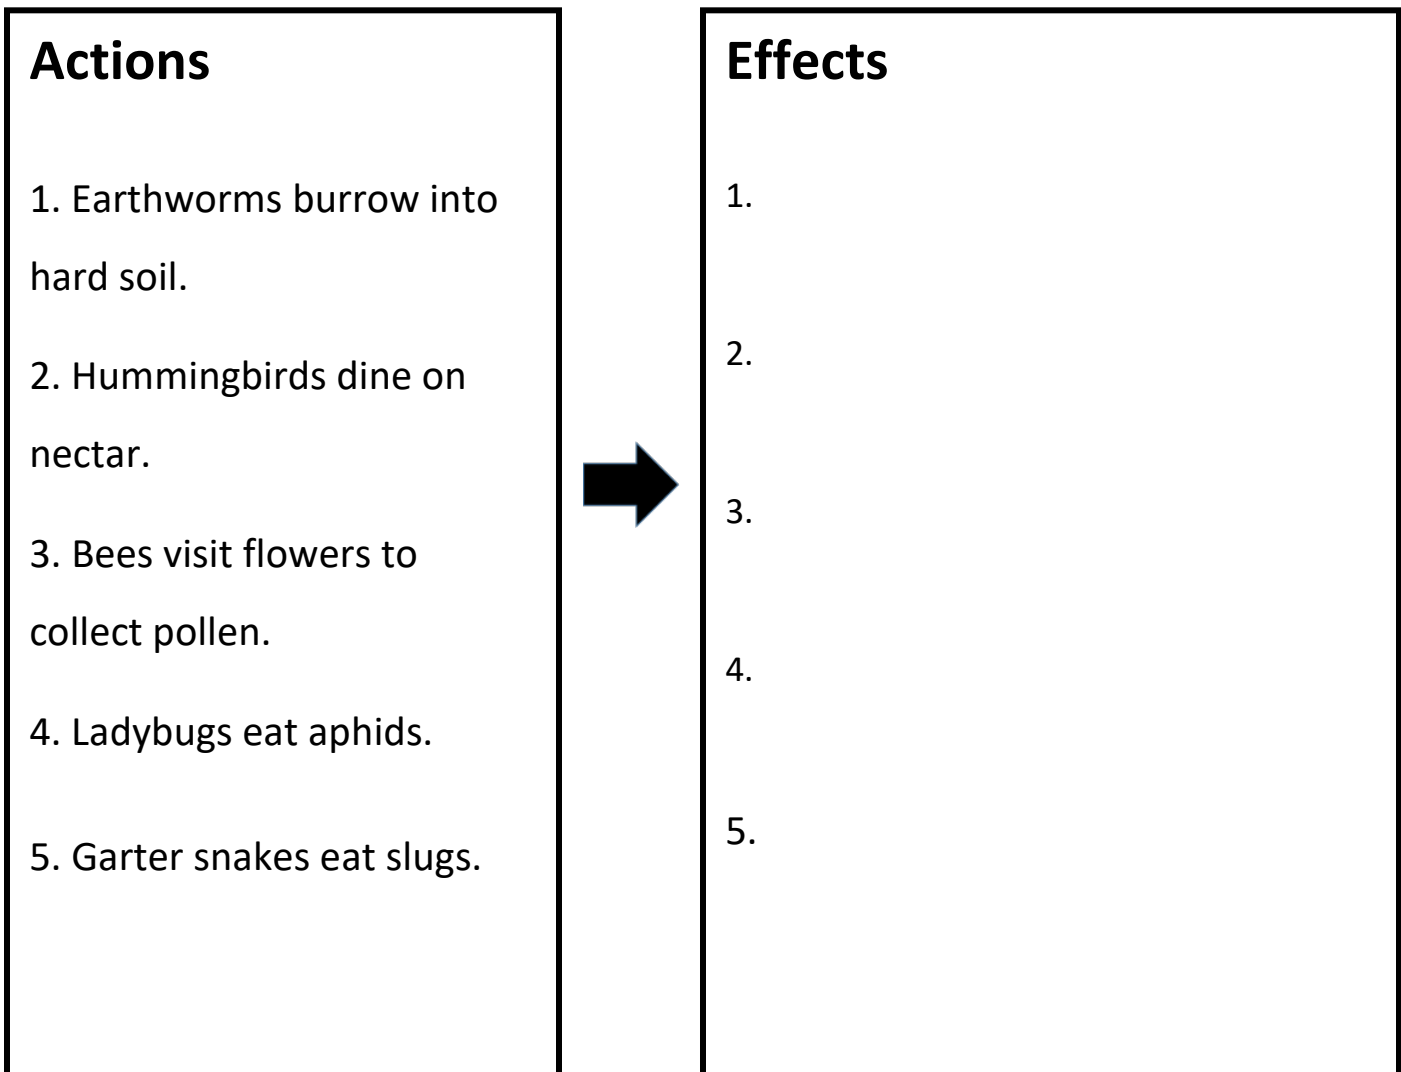 Actions
1. Earthworms burrow into
hard soil.
2. Hummingbirds dine on
nectar.
3. Bees visit flowers to
collect pollen.
4. Ladybugs eat aphids.
5. Garter snakes eat slugs.
Effects
1.
2.
3.
4.
5.